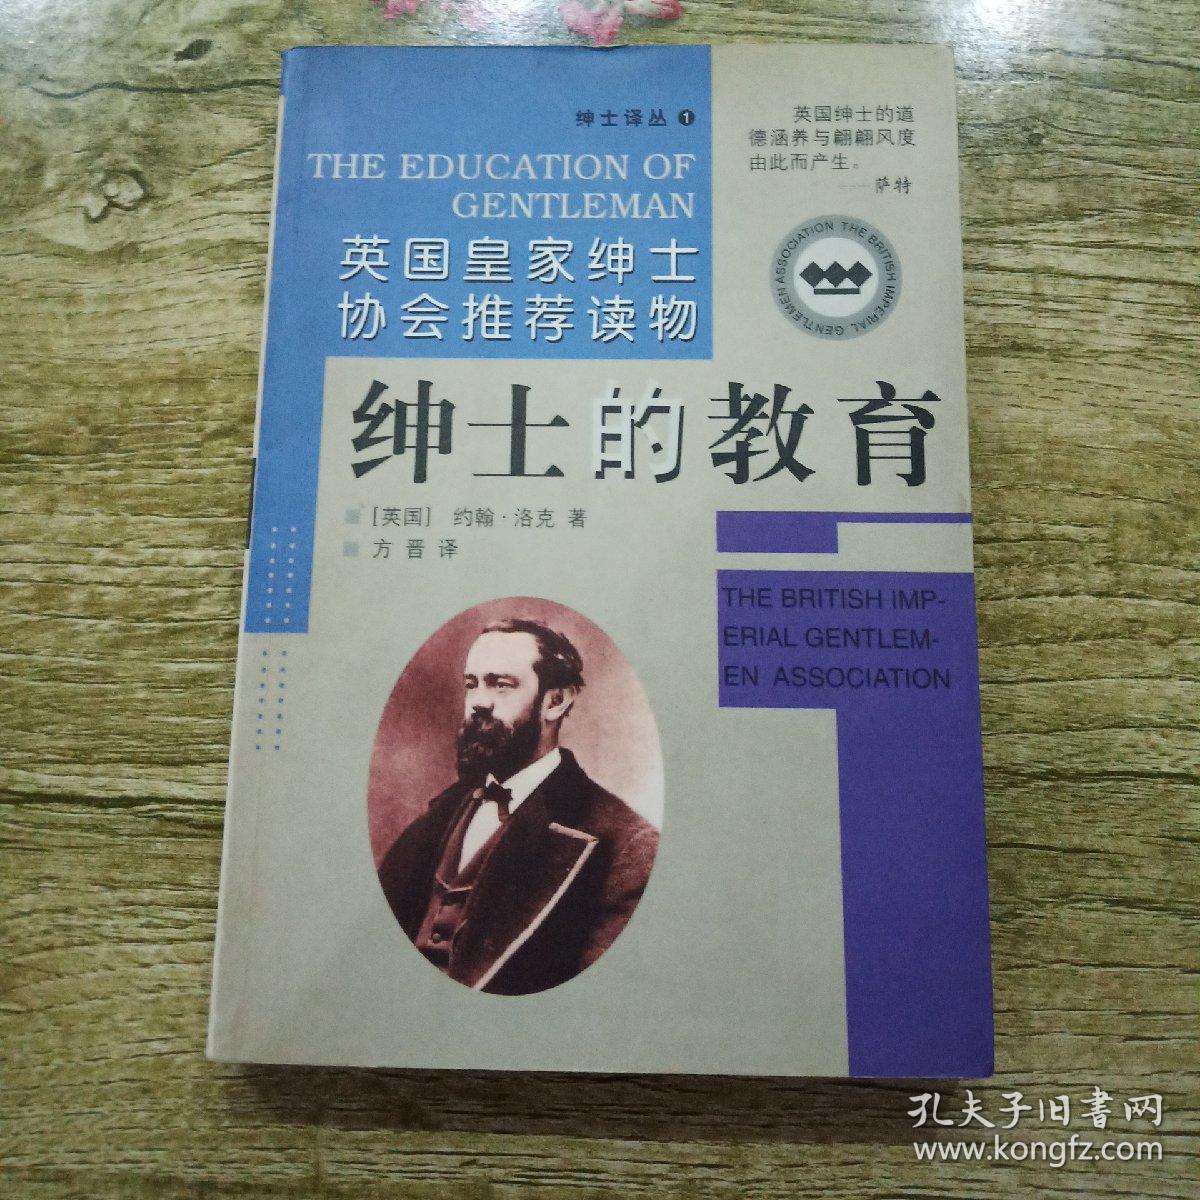 绅士译丛 1
THE EDUCATION OF
GENTLEMAN
英国皇家绅士
协会推荐读物
英国绅士的道
德涵养与翩翩风度
由此而产生。
——萨特
THE BRITISH IMPERIAL GENTLEMEN ASSOCIATION
绅士的教育
[英国] 约翰·洛克 著
方晋 译
THE BRITISH IMP-
ERIAL GENTLEM-
EN ASSOCIATION
孔夫子旧書网
www.kongfz.com